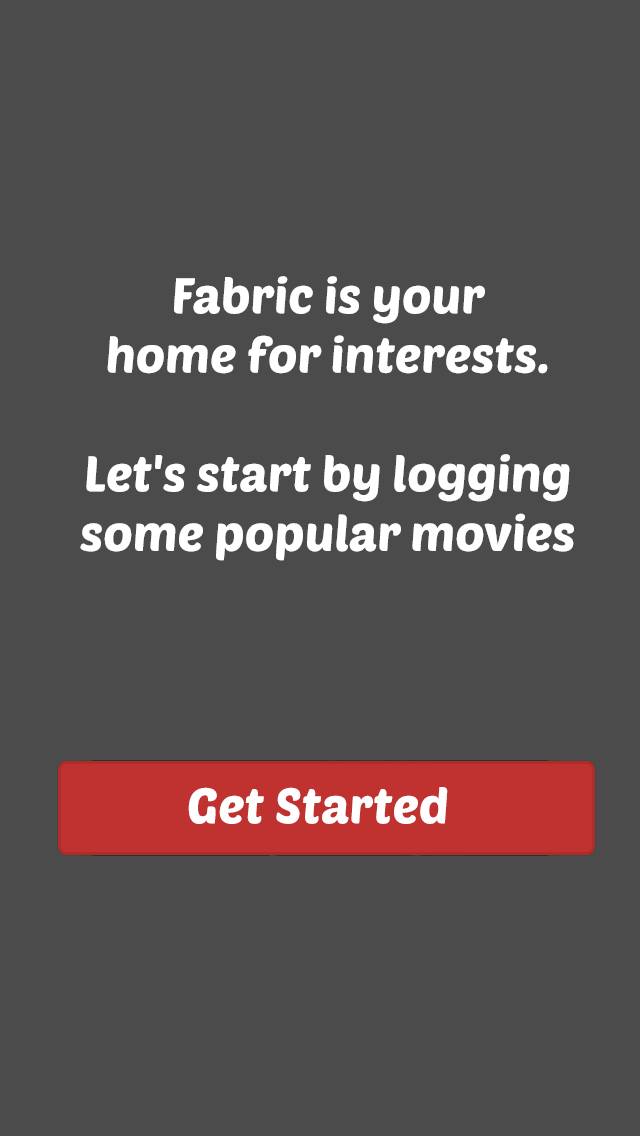 Fabric is your
home for interests.
Let's start by logging
some popular movies
Get Started